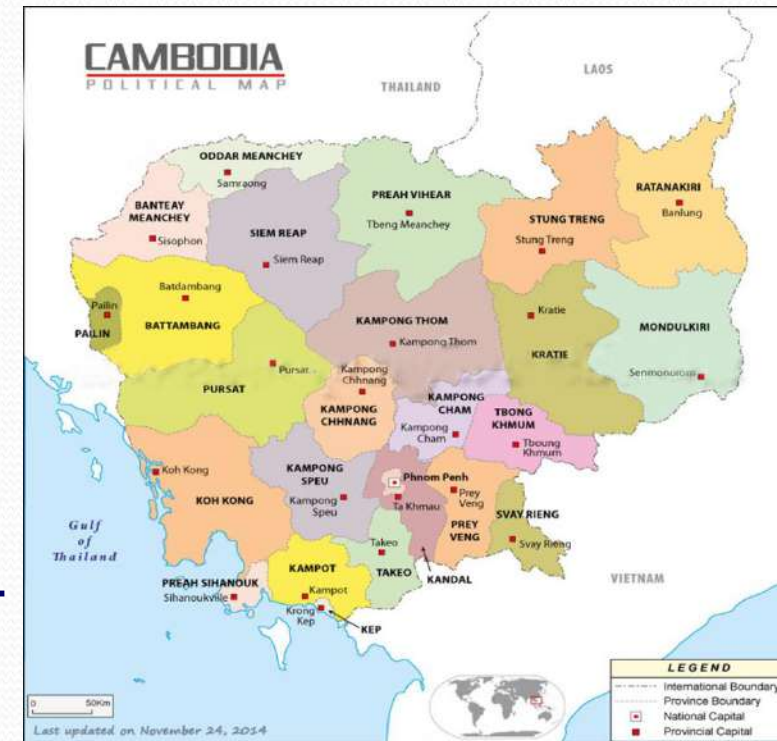 CAMBODIA
POLITICAL MAP
THAILAND
LAOS
ODDAR MEANCHEY
Samraong
BANTEAY
MEANCHEY
Sisophon
SIEM REAP
Siem Reap
PREAH VIHEAR
Tbeng Meanchey
STUNG TRENG
Stung Treng
RATANAKIRI
Banlung
Batdambang
BATTAMBANG
Pailin
PAILIN
KAMPONG THOM
Kampong Thom
Kratie
KRATIE
MONDULKIRI
Senmonurom
PURSAT
Pursat
Kampong
Chhnang
KAMPONG
CHHNANG
KAMPONG
CHAM
Kampong
Cham
TBONG
KHMUM
Tboung
Khmum
Koh Kong
KOH KONG
KAMPONG
SPEU
Kampong
Speu
Phnom Penh
Ta Khmau
Prey
Veng
PREY
VENG
SVAY RIENG
Svay Rieng
Gulf
of
Thailand
PREAH SIHANOUK
Sihanoukville
KAMPOT
Kampot
Takeo
TAKEO
KANDAL
Krong
Kep
KEP
VIETNAM
0 50Km
Last updated on November 24, 2014
LEGEND
International Boundary
Province Boundary
National Capital
Provincial Capital